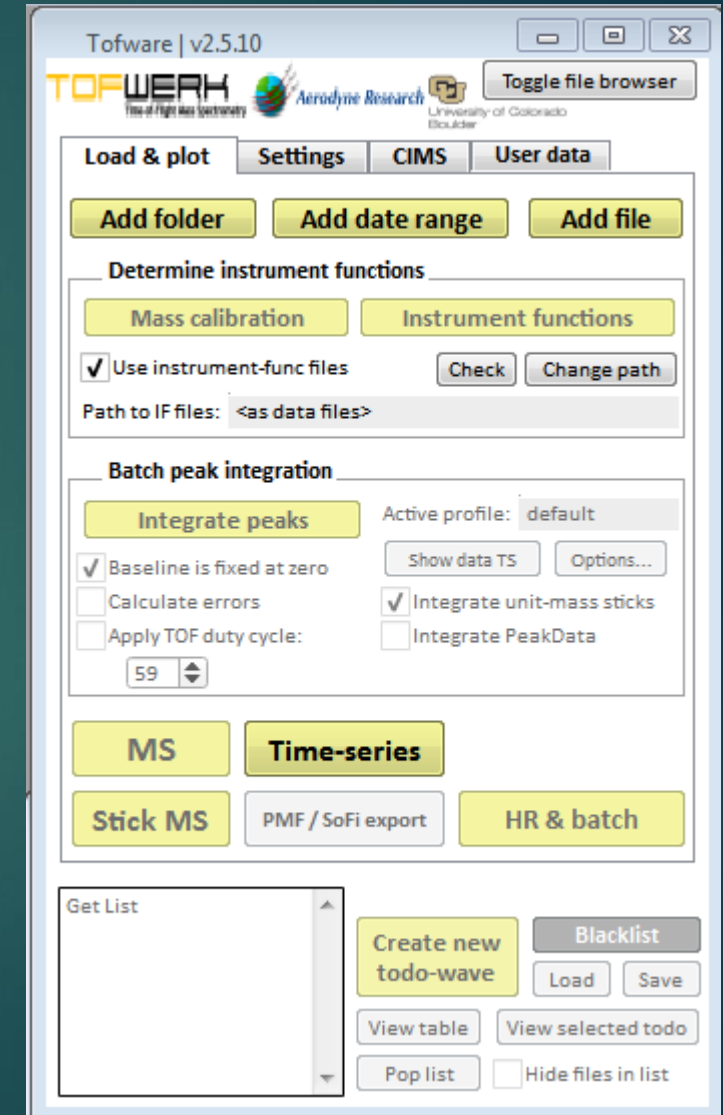 Tofware | v2.5.10
TOFWERK
Time-of-Flight Mass Spectrometry
Aerodyne Research
University of Colorado
Boulder
Toggle file browser
Load & plot
Settings
CIMS
User data
Add folder
Add date range
Add file
Determine instrument functions
Mass calibration
Instrument functions
Use instrument-func files
Check
Change path
Path to IF files: <as data files>
Batch peak integration
Integrate peaks
Active profile: default
Baseline is fixed at zero
Show data TS
Options...
Calculate errors
Integrate unit-mass sticks
Apply TOF duty cycle:
Integrate PeakData
59
MS
Time-series
Stick MS
PMF / SoFi export
HR & batch
Get List
Create new
todo-wave
Blacklist
Load
Save
View table
View selected todo
Pop list
Hide files in list